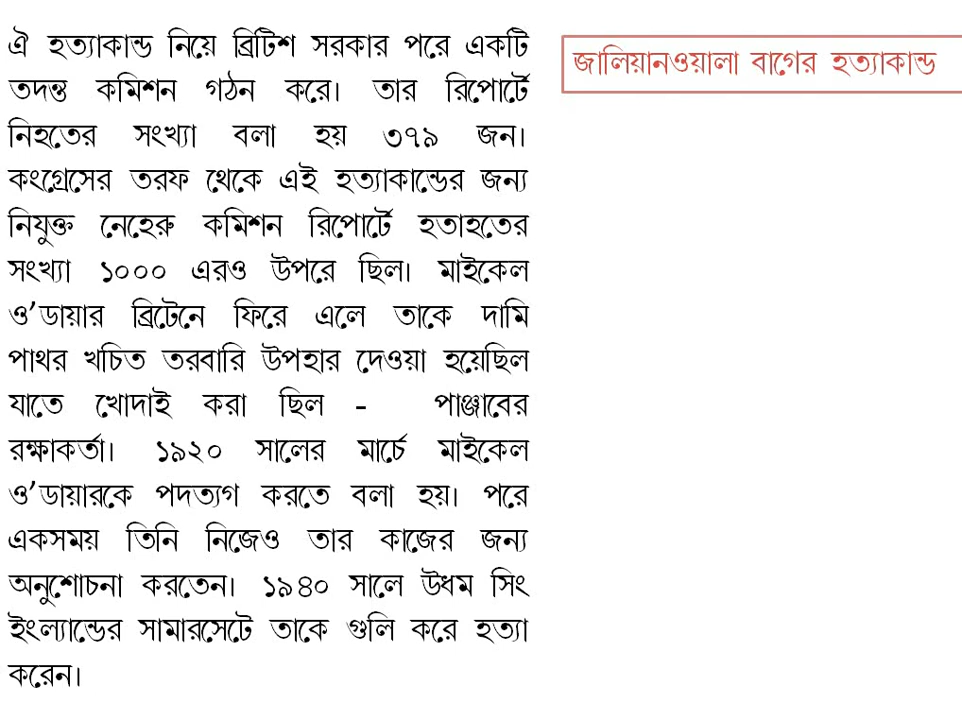 ঐ হত্যাকান্ড নিয়ে ব্রিটিশ সরকার পরে একটি
তদন্ত কমিশন গঠন করে। তার রিপোর্টে
নিহতের সংখ্যা বলা হয় ৩৭৯ জন।
কংগ্রেসের তরফ থেকে এই হত্যাকান্ডের জন্য
নিযুক্ত নেহেরু কমিশন রিপোর্টে হতাহতের
সংখ্যা ১০০০ এরও উপরে ছিল। মাইকেল
ও’ডায়ার ব্রিটেনে ফিরে এলে তাকে দামি
পাথর খচিত তরবারি উপহার দেওয়া হয়েছিল
যাতে খোদাই করা ছিল - পাঞ্জাবের
রক্ষাকর্তা। ১৯২০ সালের মার্চে মাইকেল
ও’ডায়ারকে পদত্যগ করতে বলা হয়। পরে
একসময় তিনি নিজেও তার কাজের জন্য
অনুশোচনা করতেন। ১৯৪০ সালে উধম সিং
ইংল্যান্ডের সামারসেটে তাকে গুলি করে হত্যা
করেন।
জালিয়ানওয়ালা বাগের হত্যাকান্ড